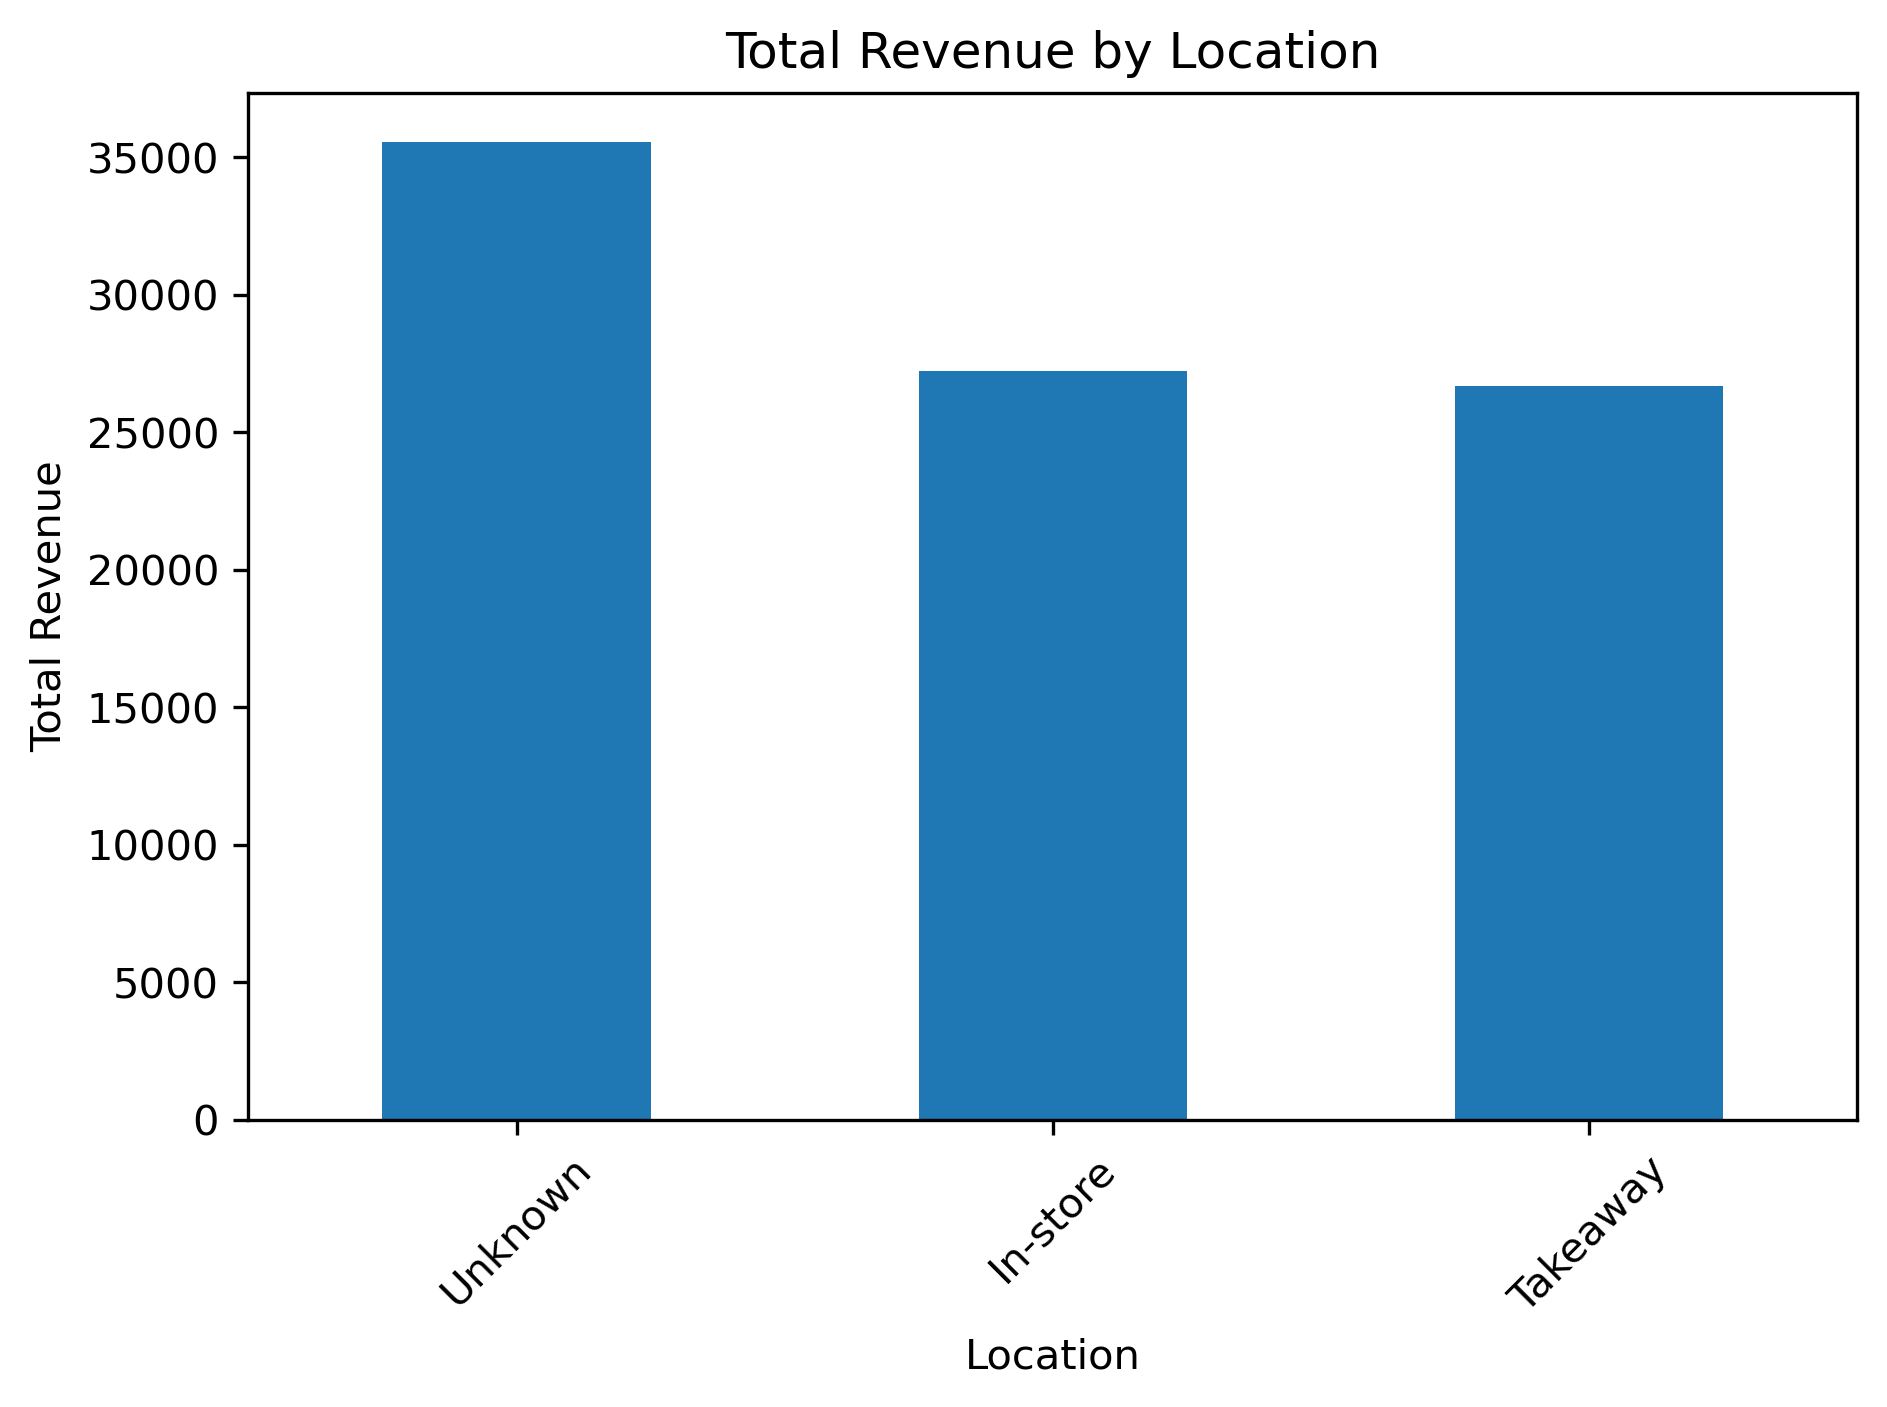 Total Revenue by Location
Total Revenue
35000
30000
25000
20000
15000
10000
5000
0
Unknown
In-store
Takeaway
Location